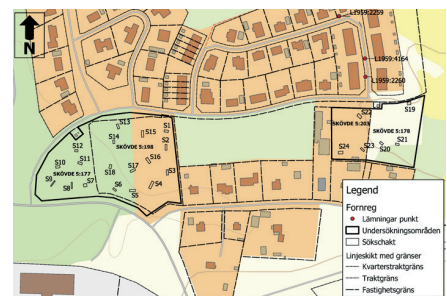 L1959:2259
N
L1959:4164
L1959:2260
S19
S22
SKÖVDE 5:203
SKÖVDE 5:178
S13
S1
S15
S14
SKÖVDE 5:198
S2
S21
S20
S23
S24
S12
S16
S10
S11
S18
S17
S3
SKÖVDE 5:177
S9
S8
S7
S6
S5
S4
Legend
Fornreg
Lämningar punkt
Undersökningsområden
Sökschakt
Linjeskikt med gränser
Kvarterstraktgräns
Traktgräns
Fastighetsgräns